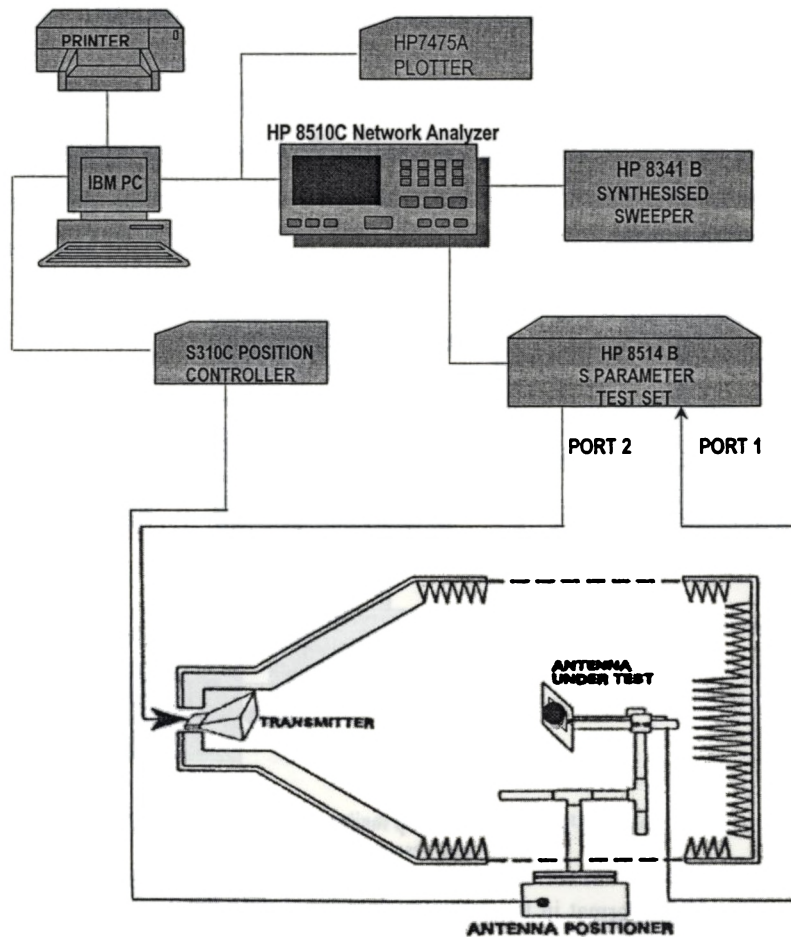 PRINTER
HP7475A
PLOTTER
HP 8510C Network Analyzer
IBM PC
HP 8341 B
SYNTHESISED
SWEEPER
S310C POSITION
CONTROLLER
HP 8514 B
S PARAMETER
TEST SET
PORT 2
PORT 1
ANTENNA
UNDER TEST
TRANSMITTER
ANTENNA POSITIONER